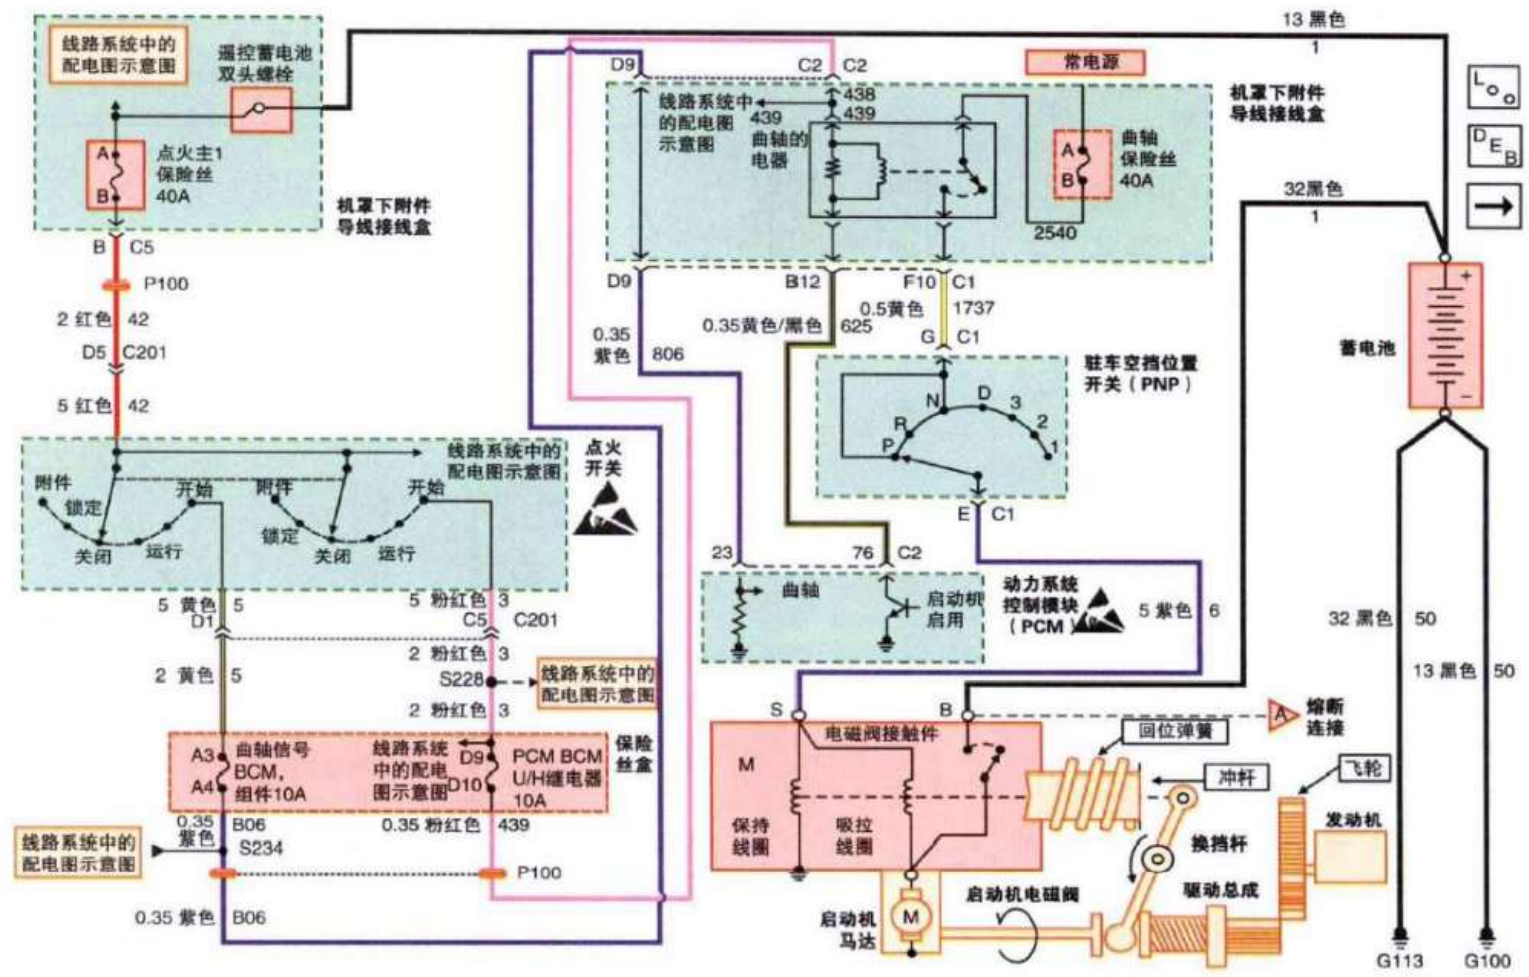 13 黑色
1
线路系统中的
配电图示意图
遥控蓄电池
双头螺栓
A
B
点火主1
保险丝
40A
机罩下附件
导线接线盒
B
C5
P100
2 红色
42
D5
C201
5 红色
42
D9
C2
C2
常电源
线路系统中
的配电图
示意图
438
439
439
曲轴的
电器
A
B
曲轴
保险丝
40A
2540
机罩下附件
导线接线盒
L
O
O
D
E
B
32黑色
1
D9
B12
F10
C1
0.35
紫色
806
0.35黄色/黑色
625
0.5黄色
1737
G
C1
驻车空挡位置
开关（PNP）
P
R
N
D
3
2
1
E
C1
+
蓄电池
−
线路系统中的
配电图示意图
点火
开关
附件
锁定
关闭
运行
开始
附件
锁定
关闭
运行
开始
23
76
C2
曲轴
启动机
启用
动力系统
控制模块
（PCM）
5 紫色
6
32 黑色
50
13 黑色
50
5 黄色
5
D1
5 粉红色
3
C5
C201
2 黄色
5
2 粉红色
3
S228
线路系统中的
配电图示意图
2 粉红色
3
A3
A4
曲轴信号
BCM，
组件10A
线路系统
中的配电
图示意图
D9
D10
PCM BCM
U/H继电器
10A
保险
丝盒
0.35
紫色
B06
0.35 粉红色
439
线路系统中的
配电图示意图
S234
P100
0.35 紫色
B06
S
B
A
熔断
连接
电磁阀接触件
M
保持
线圈
吸拉
线圈
回位弹簧
冲杆
飞轮
发动机
换挡杆
驱动总成
启动机电磁阀
启动机
马达
M
G113
G100